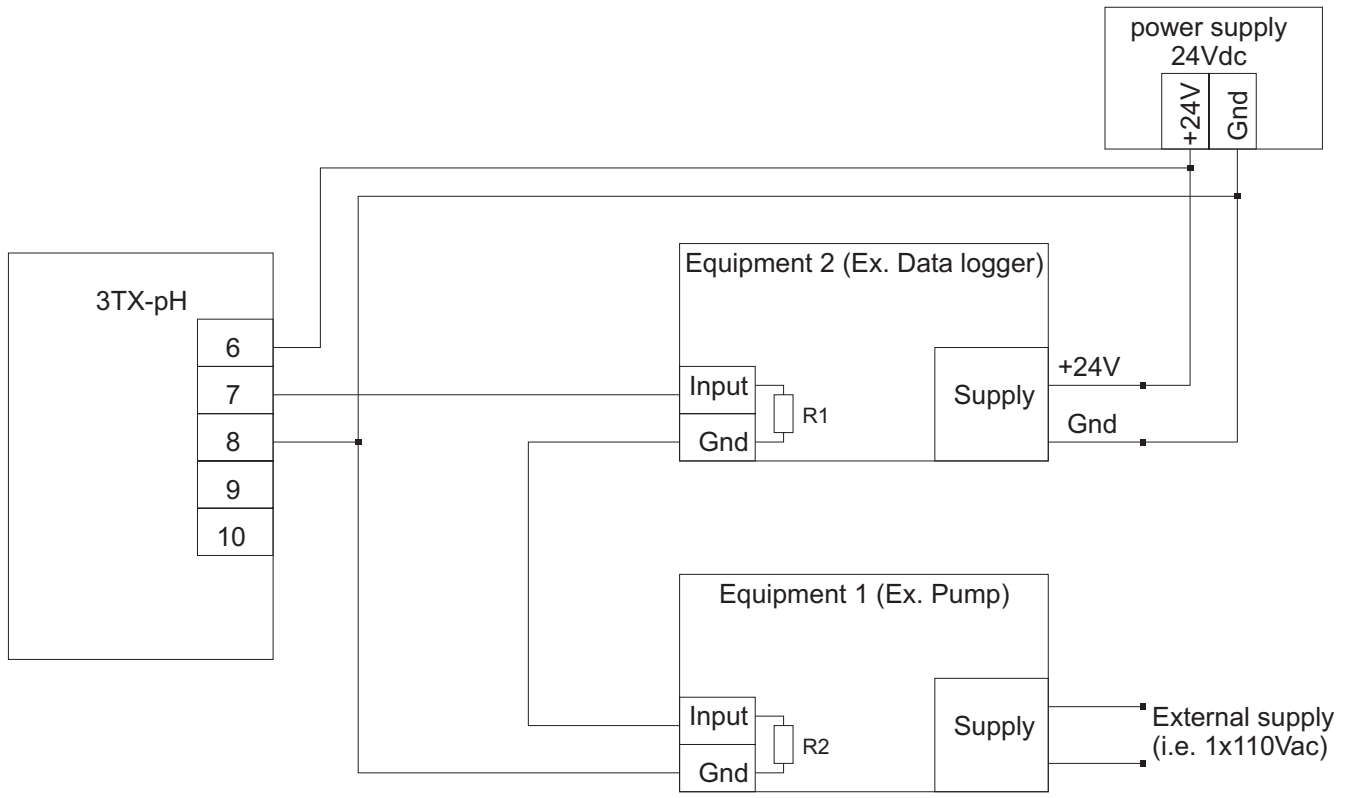 power supply
24Vdc
+24V
Gnd
Equipment 2 (Ex. Data logger)
3TX-pH
6
7
8
9
10
Input
Gnd
R1
Supply
+24V
Gnd
Equipment 1 (Ex. Pump)
Input
Gnd
R2
Supply
External supply
(i.e. 1x110Vac)